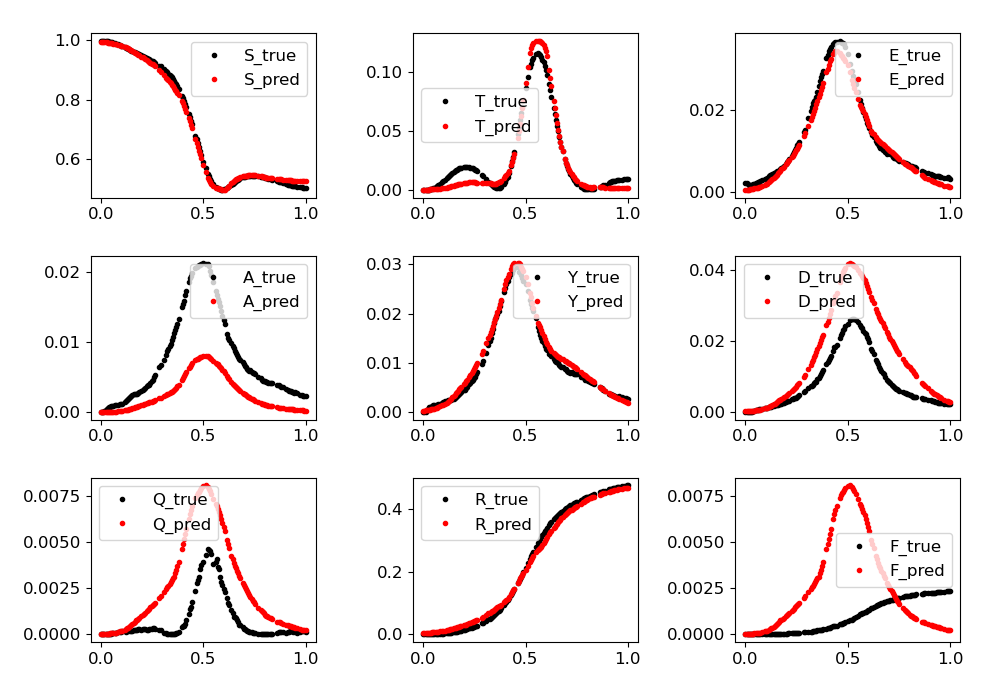 1.0
0.8
0.6
0.0 0.5 1.0
S_true
S_pred
0.10
0.05
0.00
0.0 0.5 1.0
T_true
T_pred
0.02
0.00
0.0 0.5 1.0
E_true
E_pred
0.02
0.01
0.00
0.0 0.5 1.0
A_true
A_pred
0.03
0.02
0.01
0.00
0.0 0.5 1.0
Y_true
Y_pred
0.04
0.02
0.00
0.0 0.5 1.0
D_true
D_pred
0.0075
0.0050
0.0025
0.0000
0.0 0.5 1.0
Q_true
Q_pred
0.4
0.2
0.0
0.0 0.5 1.0
R_true
R_pred
0.0075
0.0050
0.0025
0.0000
0.0 0.5 1.0
F_true
F_pred